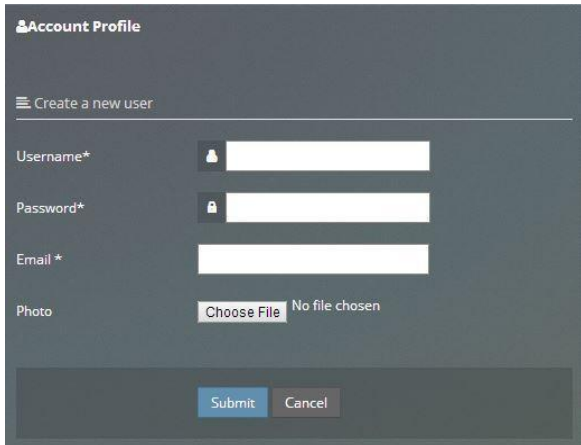 Account Profile
Create a new user
Username*
Password*
Email *
Photo
Choose File No file chosen
Submit Cancel